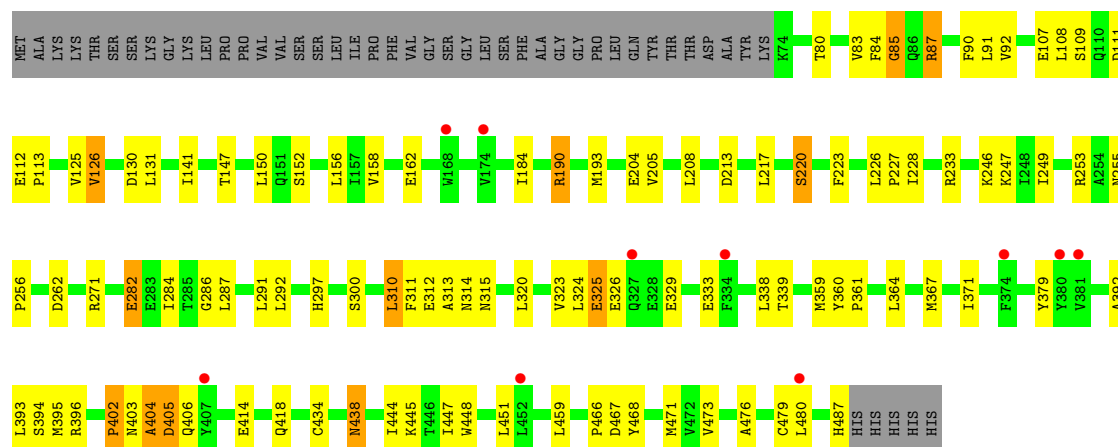 MET ALA LYS LYS THR SER SER LYS GLY LYS LEU PRO PRO VAL VAL SER SER LEU ILE PRO PHE VAL GLY SER GLY LEU SER PHE ALA GLY GLY PRO LEU GLN TYR THR THR ASP ALA TYR LYS K74 T80 V83 F84 G85 Q86 R87 F90 L91 V92 E107 L108 S109 Q110 D111
E112 P113 V125 V126 D130 L131 I141 T147 L150 Q151 S152 L156 I157 V158 E162 W168 V174 I184 R190 M193 E204 V205 L208 D213 L217 S220 F223 L226 P227 I228 R233 K246 K247 I248 I249 R253 A254 N255
P256 D262 R271 E282 E283 I284 T285 G286 L287 L291 L292 H297 S300 L310 F311 E312 A313 N314 N315 L320 V323 L324 E325 E326 Q327 E328 E329 E333 F334 L338 T339 M359 Y360 P361 L364 M367 I371 F374 Y379 Y380 V381 A392
L393 S394 M395 R396 P402 N403 A404 D405 Q406 Y407 E414 Q418 C434 N438 I444 K445 T446 I447 W448 L451 L452 L459 P466 D467 Y468 M471 V472 V473 A476 C479 L480 H487 HIS HIS HIS HIS HIS